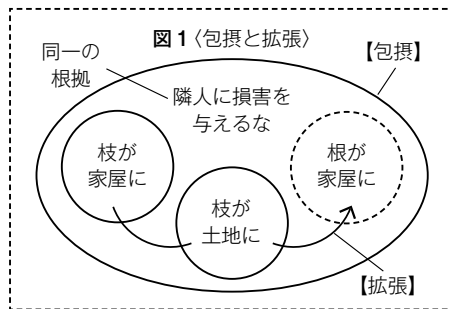 図1〈包摂と拡張〉
同一の
根拠
【包摂】
隣人に損害を
与えるな
枝が
家屋に
枝が
土地に
根が
家屋に
【拡張】